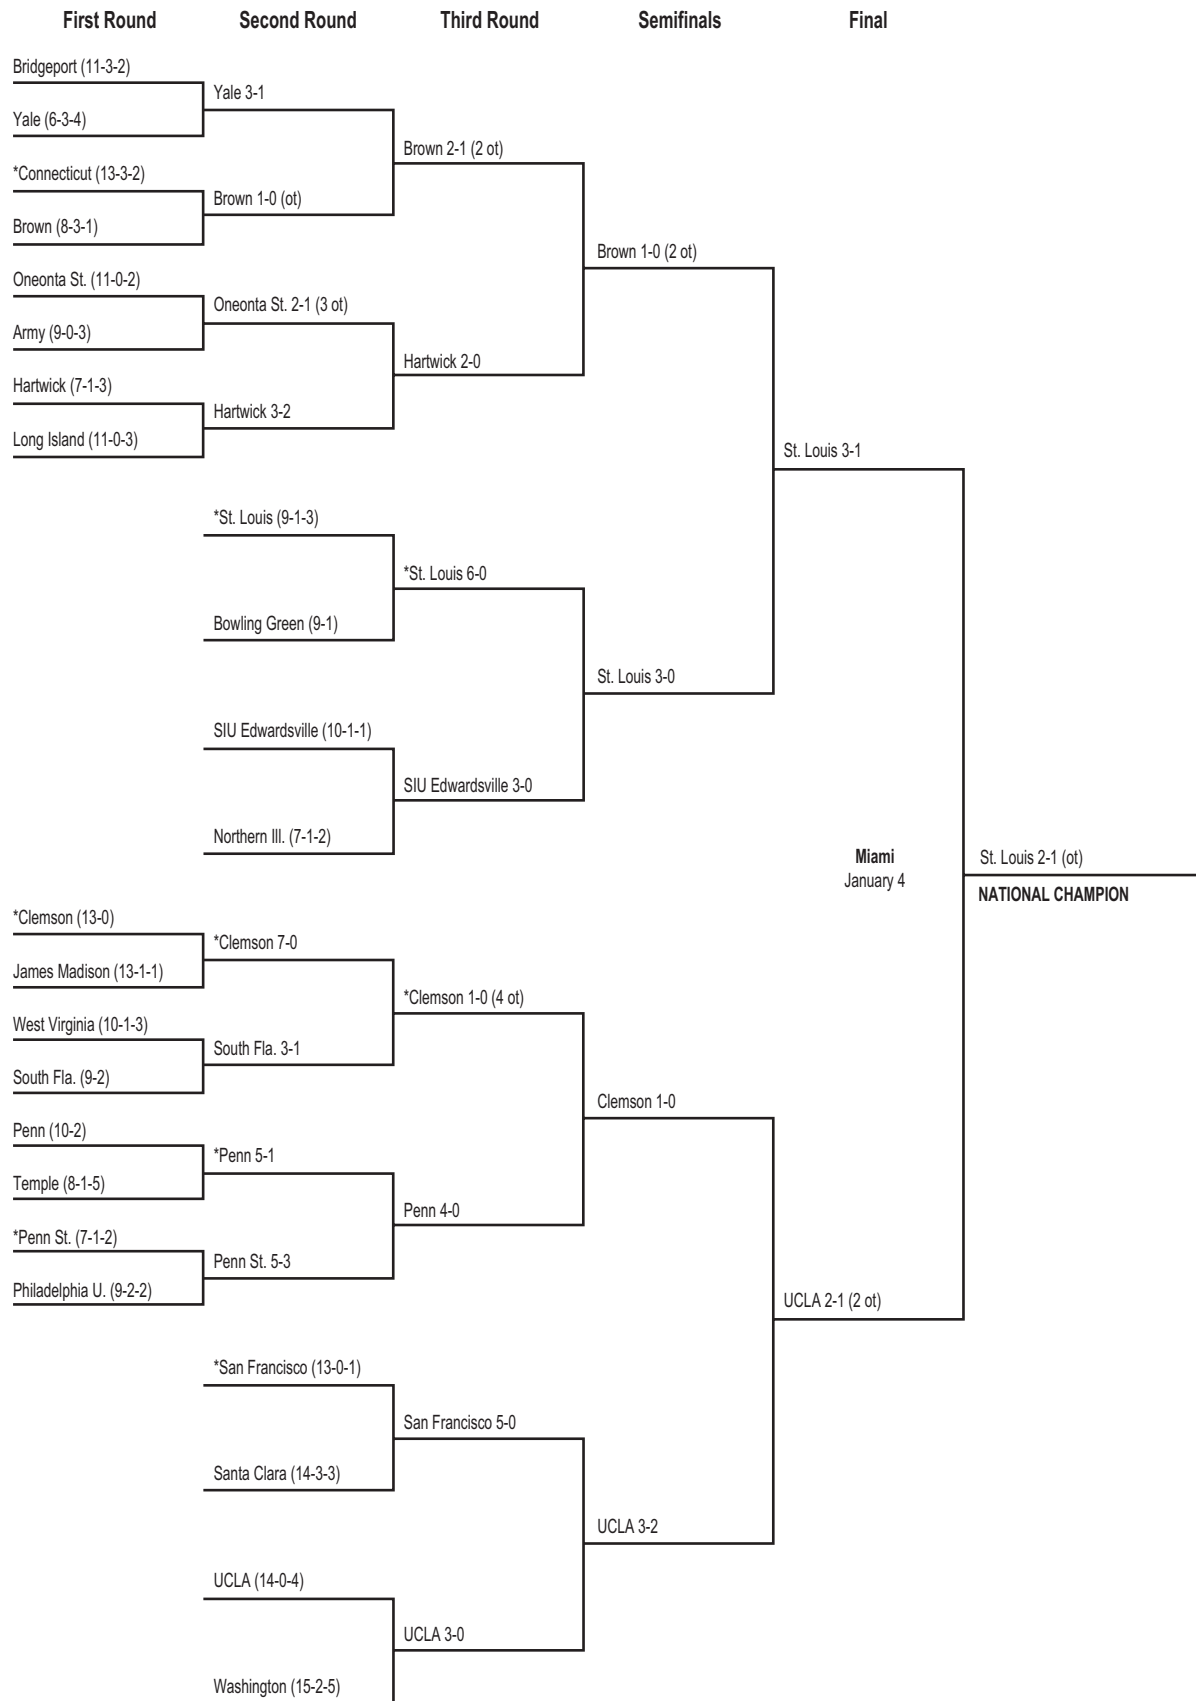 First Round
Second Round
Third Round
Semifinals
Final
Bridgeport (11-3-2)
Yale 3-1
Yale (6-3-4)
Brown 2-1 (2 ot)
*Connecticut (13-3-2)
Brown 1-0 (ot)
Brown (8-3-1)
Brown 1-0 (2 ot)
Oneonta St. (11-0-2)
Oneonta St. 2-1 (3 ot)
Army (9-0-3)
Hartwick 2-0
Hartwick (7-1-3)
Hartwick 3-2
Long Island (11-0-3)
St. Louis 3-1
*St. Louis (9-1-3)
*St. Louis 6-0
Bowling Green (9-1)
St. Louis 3-0
SIU Edwardsville (10-1-1)
SIU Edwardsville 3-0
Northern Ill. (7-1-2)
Miami
January 4
St. Louis 2-1 (ot)
NATIONAL CHAMPION
*Clemson (13-0)
*Clemson 7-0
James Madison (13-1-1)
*Clemson 1-0 (4 ot)
West Virginia (10-1-3)
South Fla. 3-1
South Fla. (9-2)
Clemson 1-0
Penn (10-2)
*Penn 5-1
Temple (8-1-5)
Penn 4-0
*Penn St. (7-1-2)
Penn St. 5-3
Philadelphia U. (9-2-2)
UCLA 2-1 (2 ot)
*San Francisco (13-0-1)
San Francisco 5-0
Santa Clara (14-3-3)
UCLA 3-2
UCLA (14-0-4)
UCLA 3-0
Washington (15-2-5)